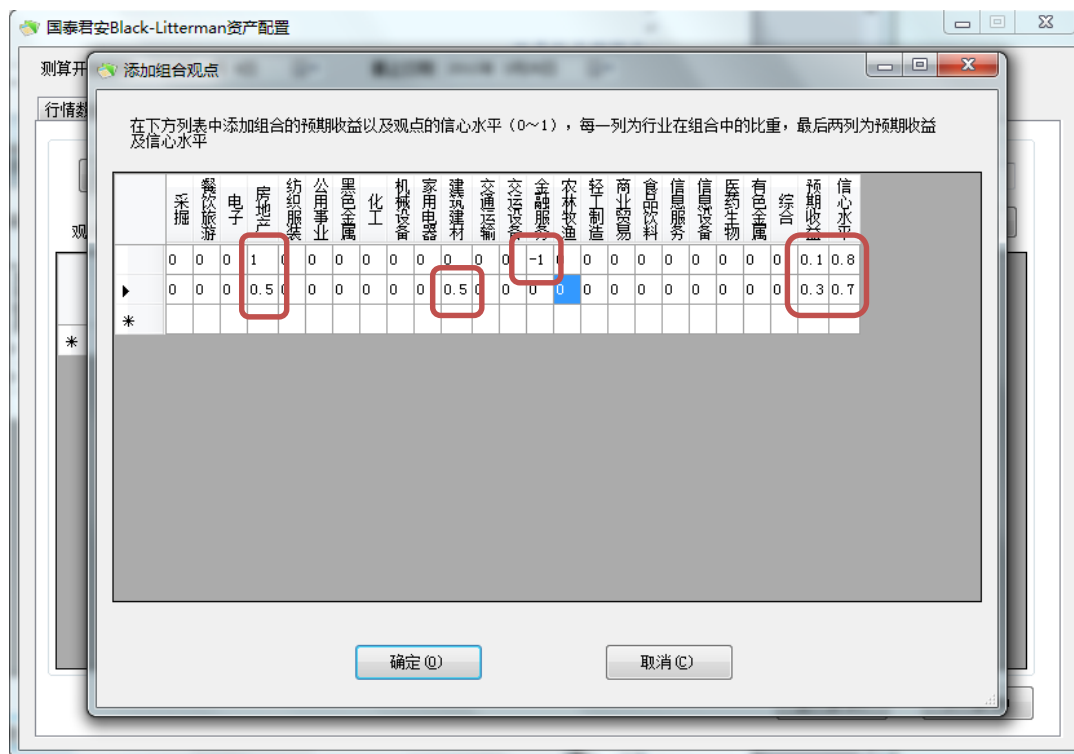 国泰君安Black-Litterman资产配置
测算开
添加组合观点
行情数
在下方列表中添加组合的预期收益以及观点的信心水平（0～1），每一列为行业在组合中的比重，最后两列为预期收益
及信心水平
观
采掘 餐饮旅游 电子 房地产 纺织服装 公用事业 黑色金属 化工 机械设备 家用电器 建筑建材 交通运输 交运设备 金融服务 农林牧渔 轻工制造 商业贸易 食品饮料 信息服务 信息设备 医药生物 有色金属 综合 预期收益 信心水平
0 0 0 1 0 0 0 0 0 0 0 0 0 -1 0 0 0 0 0 0 0 0 0 0.1 0.8
0 0 0 0.5 0 0 0 0 0 0 0.5 0 0 0 0 0 0 0 0 0 0 0 0 0.3 0.7
*
*
确定(O) 取消(C)